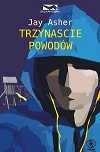 Jay Asher
TRZYNAŚCIE
POWODÓW